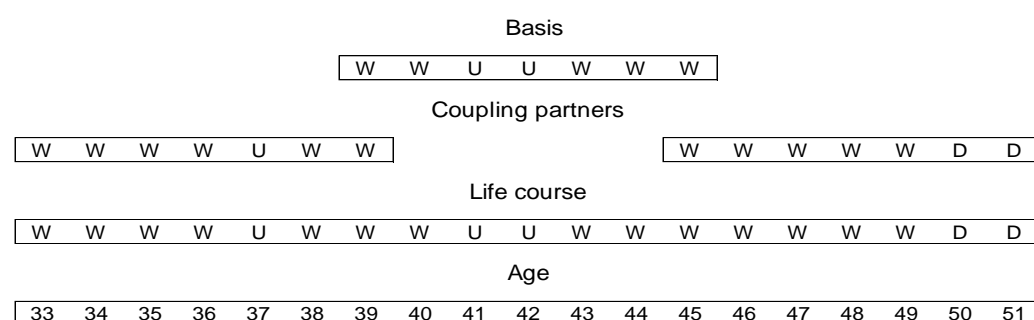 Basis
W W U U W W W
Coupling partners
W W W W U W W W W W W W D D
Life course
W W W W U W W W U U W W W W W W W D D
Age
33 34 35 36 37 38 39 40 41 42 43 44 45 46 47 48 49 50 51